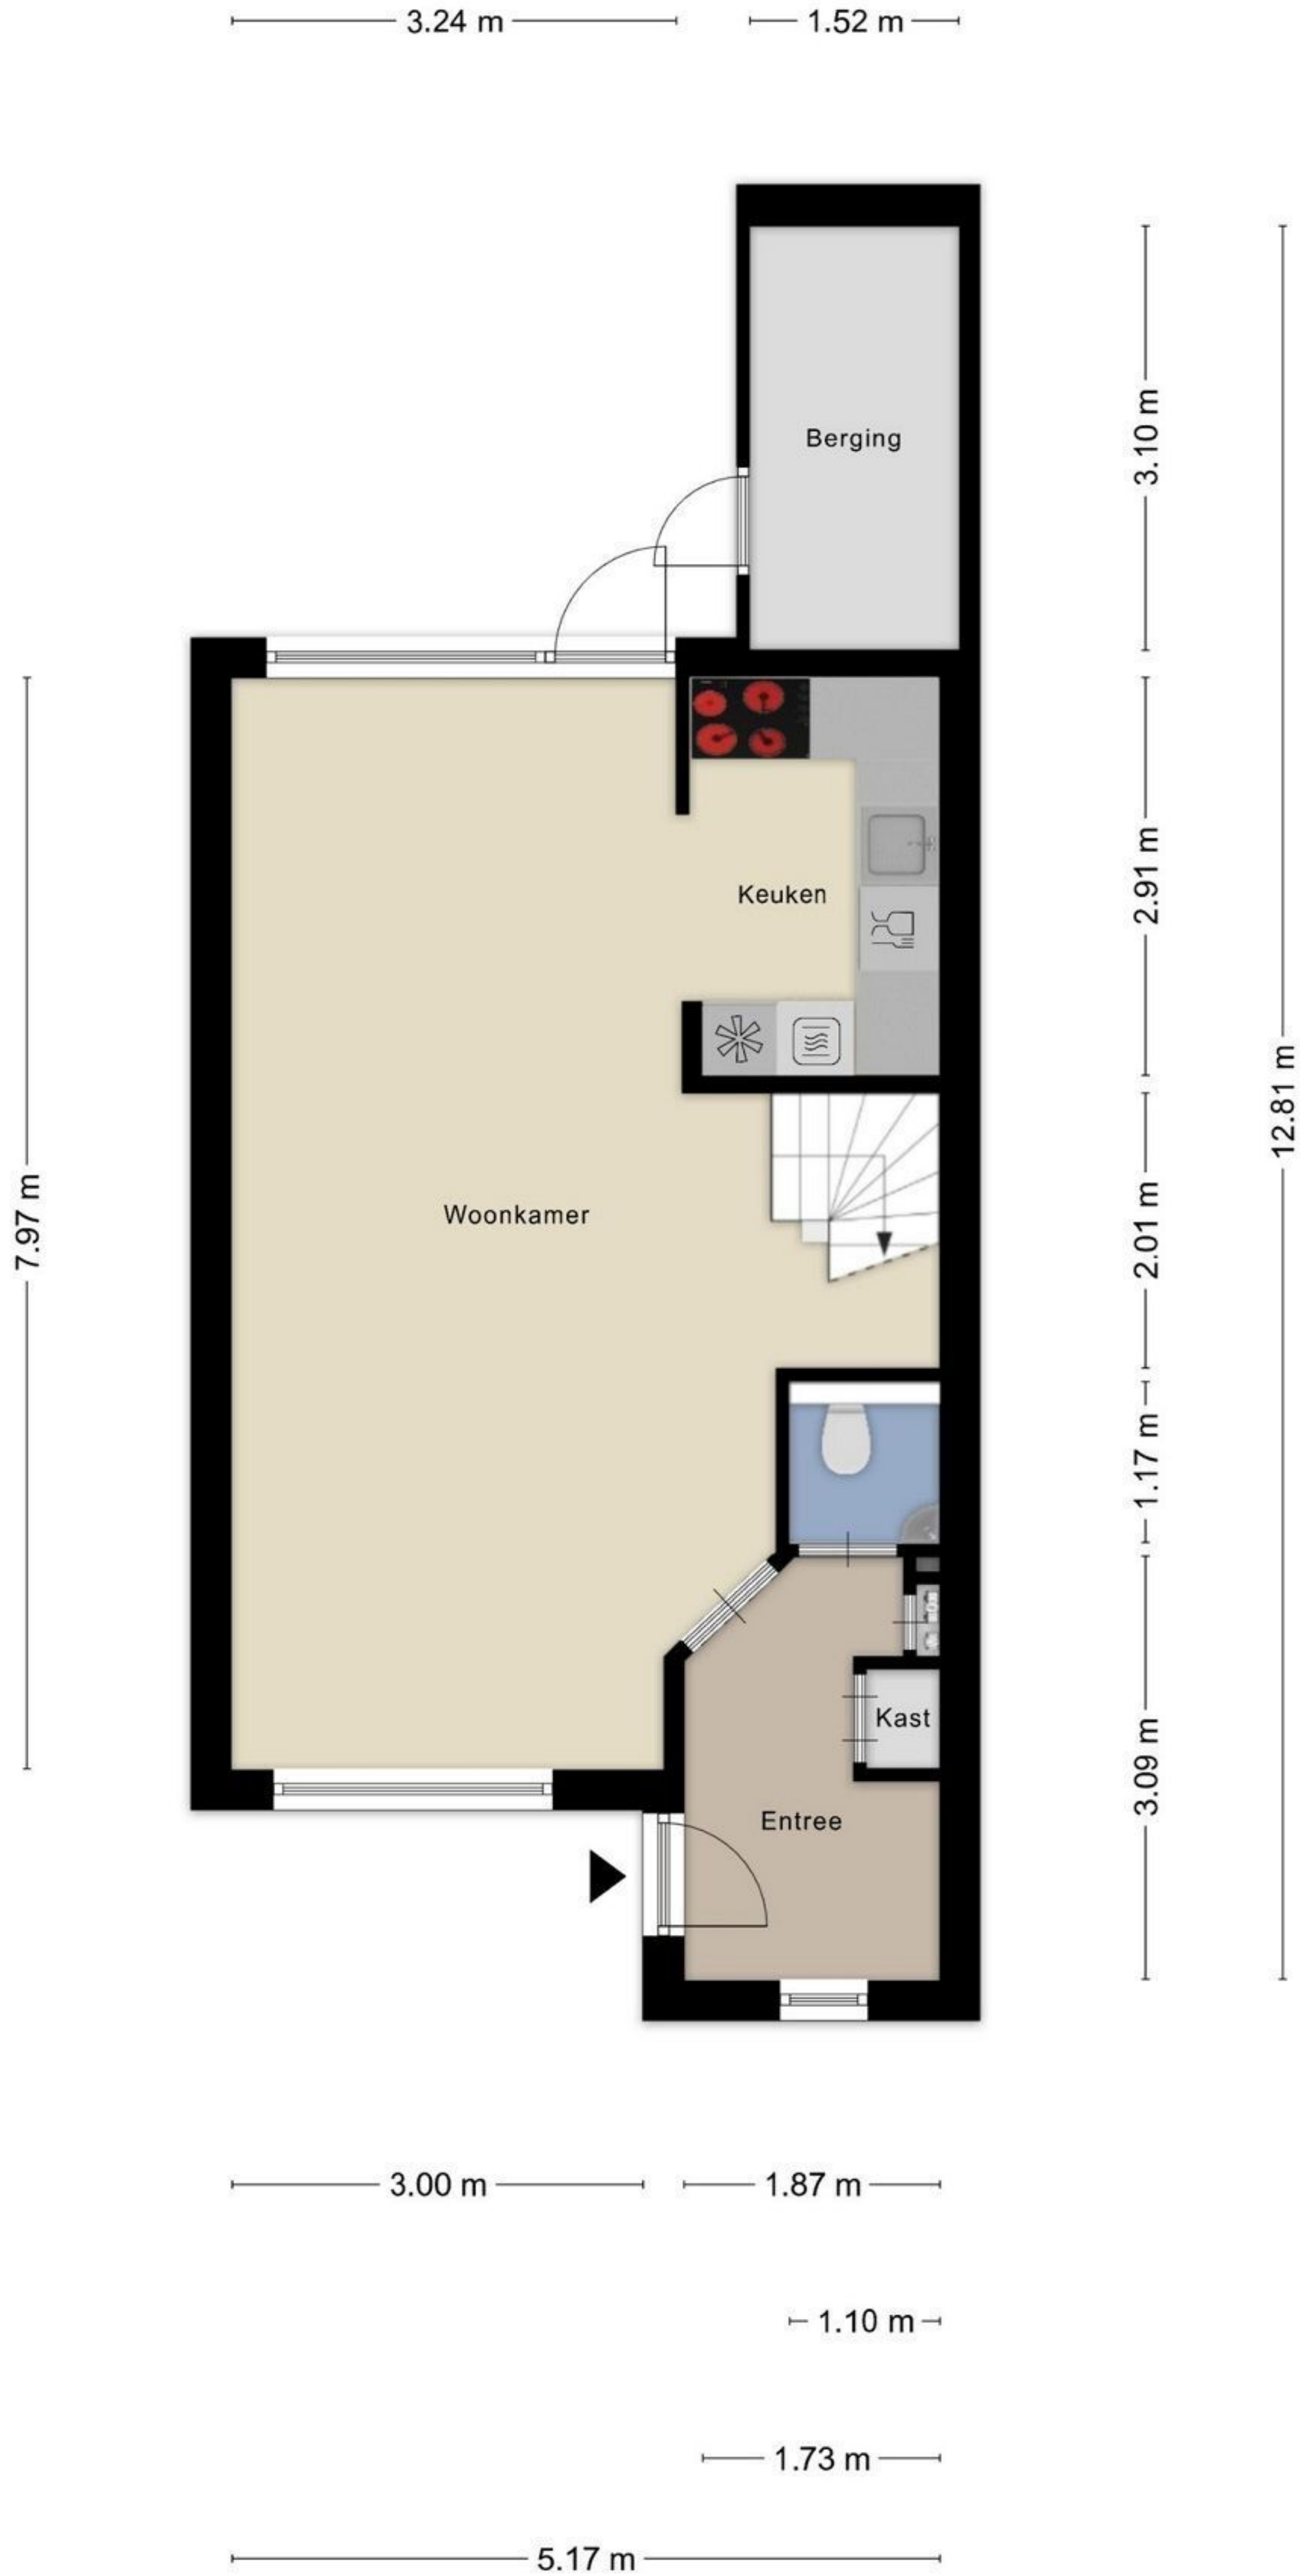 3.24 m
1.52 m
Berging
3.10 m
Keuken
2.91 m
12.81 m
7.97 m
Woonkamer
2.01 m
1.17 m
Kast
3.09 m
Entree
3.00 m
1.87 m
1.10 m
1.73 m
5.17 m